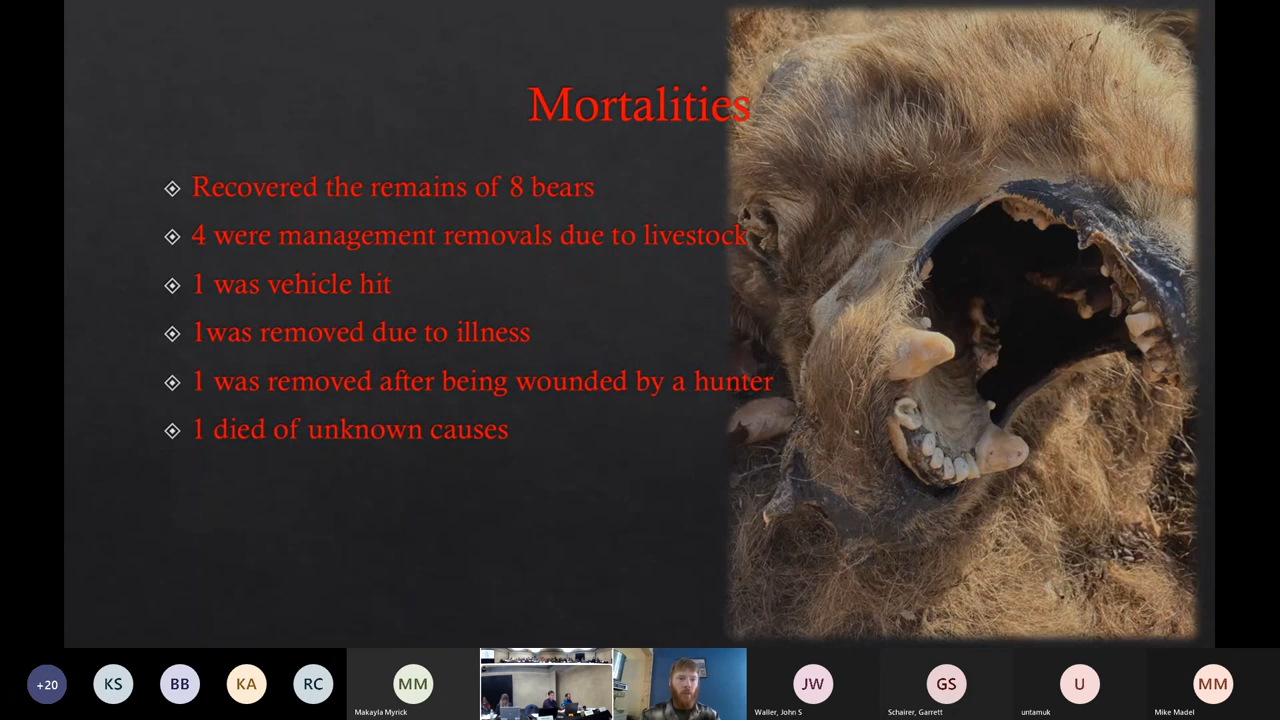 Mortalities
Recovered the remains of 8 bears
4 were management removals due to livestock
1 was vehicle hit
1was removed due to illness
1 was removed after being wounded by a hunter
1 died of unknown causes
+20
KS
BB
KA
RC
MM
JW
GS
U
MM
Makayla Myrick
Waller, John S
Schairer, Garrett
untamuk
Mike Madel